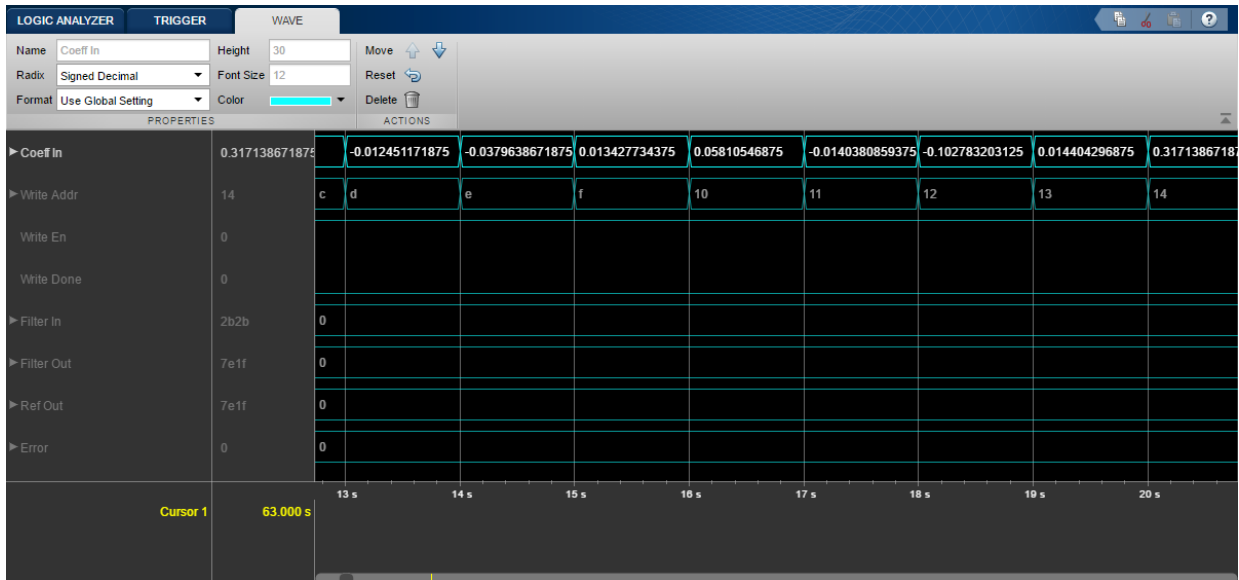 LOGIC ANALYZER TRIGGER WAVE ?
Name Coeff In Height 30 Move
Radix Signed Decimal Font Size 12 Reset
Format Use Global Setting Color Delete
PROPERTIES ACTIONS
Coeff In 0.317138671875 -0.012451171875 -0.0379638671875 0.013427734375 0.05810546875 -0.0140380859375 -0.102783203125 0.014404296875 0.3171386718
Write Addr 14 c d e f 10 11 12 13 14
Write En 0
Write Done 0
Filter In 2b2b 0
Filter Out 7e1f 0
Ref Out 7e1f 0
Error 0 0
13 s 14 s 15 s 16 s 17 s 18 s 19 s 20 s
Cursor 1 63.000 s